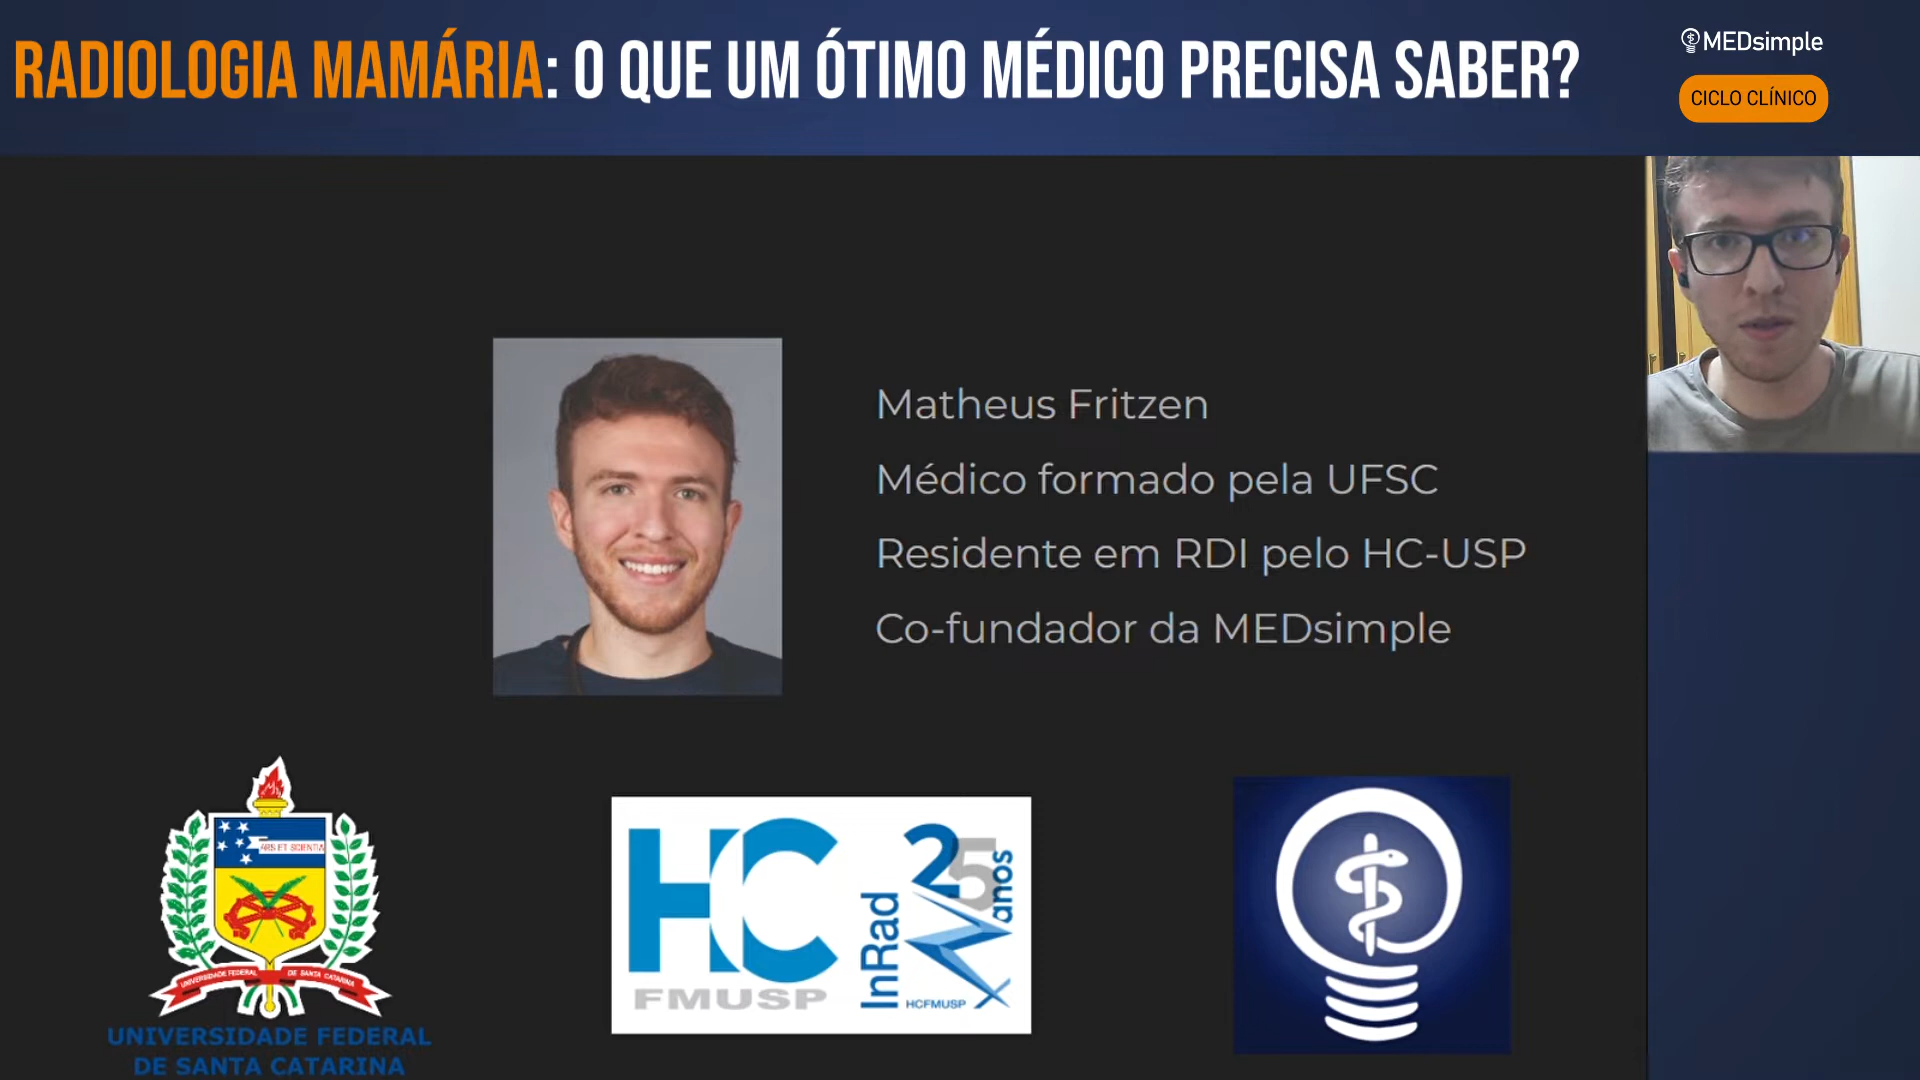 RADIOLOGIA MAMÁRIA: O QUE UM ÓTIMO MÉDICO PRECISA SABER?
MEDsimple
CICLO CLÍNICO
Matheus Fritzen
Médico formado pela UFSC
Residente em RDI pelo HC-USP
Co-fundador da MEDsimple
ARS ET SCIENTIA
UNIVERSIDADE FEDERAL DE SANTA CATARINA
UNIVERSIDADE FEDERAL
DE SANTA CATARINA
HC
FMUSP
InRad
25
anos
HCFMUSP